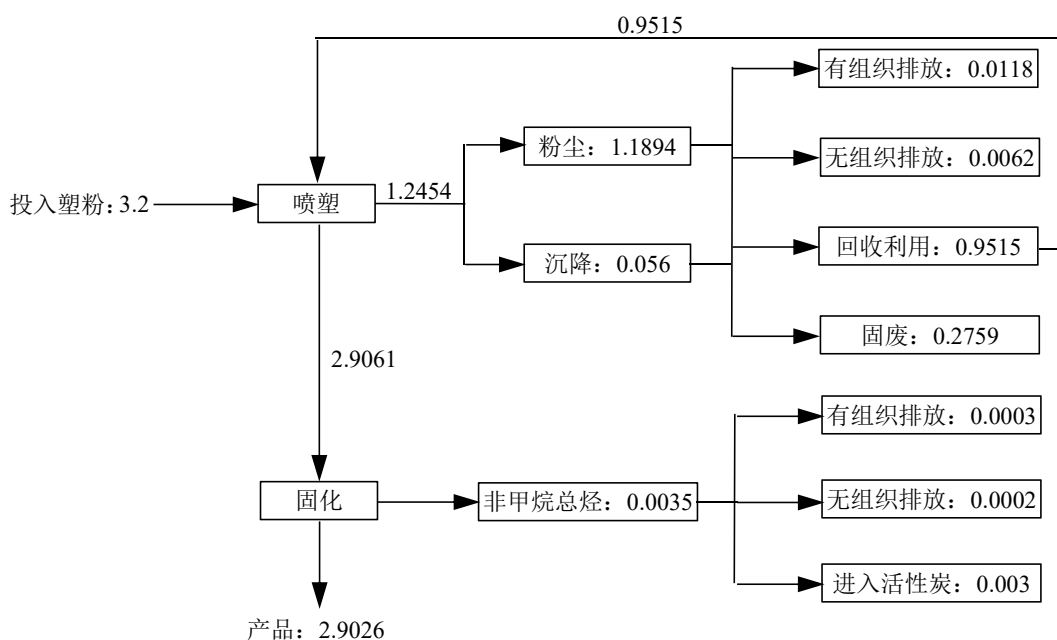 0.9515
有组织排放：0.0118
粉尘：1.1894
无组织排放：0.0062
投入塑粉：3.2
喷塑
1.2454
沉降：0.056
回收利用：0.9515
固废：0.2759
2.9061
有组织排放：0.0003
固化
非甲烷总烃：0.0035
无组织排放：0.0002
进入活性炭：0.003
产品：2.9026